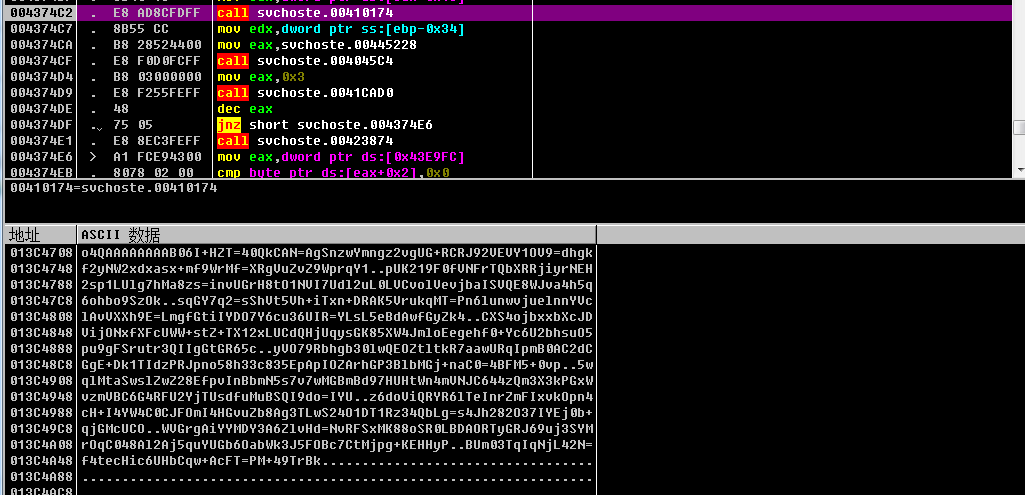 004374C2 . E8 AD8CFDFF call svchoste.00410174
004374C7 . 8B55 CC mov edx,dword ptr ss:[ebp-0x34]
004374CA . B8 28524400 mov eax,svchoste.00445228
004374CF . E8 F0D0FCFF call svchoste.004045C4
004374D4 . B8 03000000 mov eax,0x3
004374D9 . E8 F255FEFF call svchoste.0041CAD0
004374DE . 48 dec eax
004374DF .⌄ 75 05 jnz short svchoste.004374E6
004374E1 . E8 8EC3FEFF call svchoste.00423874
004374E6 > A1 FCE94300 mov eax,dword ptr ds:[0x43E9FC]
004374EB . 8078 02 00 cmp byte ptr ds:[eax+0x2],0x0
00410174=svchoste.00410174
地址 ASCII 数据
013C4708 o4QAAAAAAAAB06I+HZT=40QkCAN=AgSnzwYmngz2vgUG+RCRJ92VEVY1OV9=dhgk
013C4748 f2yNW2xdxasx+mf9WrMf=XRgVuZvZ9WprqY1..pUK219F0fVNFrTQbXRRjiyrNEH
013C4788 2sp1LUlg7hMa8zs=invUGrH8tO1NVI7Udl2uL0LVCvolVevjbaISVQE8WJva4h5q
013C47C8 6ohbo9SzOk..sqGY7q2=sShVt5Vh+iTxn+DRAK5VrukqMT=Pn6lunwvjuelnnYVc
013C4808 lAvVXXh9E=LmgfGtiIYDO7Y6cu36UIR=YLsL5eBdAwfGyZk4..CXS4ojbxxbXcJD
013C4848 VijONxfXFcUWW+stZ+TX12xLUCdQHjUqysGK85XW4JmloEegehf0+Yc6U2bhsuO5
013C4888 pu9gFSrutr3QIIgGtGR65c..yVO79Rbhgb30lwQEOZtltkR7aawURqIpmB0AC2dC
013C48C8 GgE+Dk1TIdzPRJpno58h33c835EpApIOZArhGP3BlbMGj+naC0=4BFM5+0vp..5w
013C4908 qlMtaSwslZwZ28EfpvInBbmN5s7v7wMGBmBd97HUHtWn4mVNJC644zQm3X3kPGxW
013C4948 vzmVBC6G4RFU2YjTUsdfuMuBSQI9do=IYU..z6doViQRYR6lTeInrZmFIxvkOpn4
013C4988 cH+I4YW4C0CJFOmI4HGvuZb8Ag3TLwS24O1DT1Rz34QbLg=s4Jh282O37IYEj0b+
013C49C8 qjGMcUCO..WVGrgAiYYMDY3A6ZlvHd=NvRFSxMK88oSR0LBDAORTyGRJ69uj3SYM
013C4A08 rOqC048Al2Aj5quYUGb6OabWk3J5FOBc7CtMjpg+KEHHyP..BUm03TqIqNjL42N=
013C4A48 f4tecHic6UHbCqw+AcFT=PM+49TrBk..................................
013C4A88 ................................................................
013C4AC8